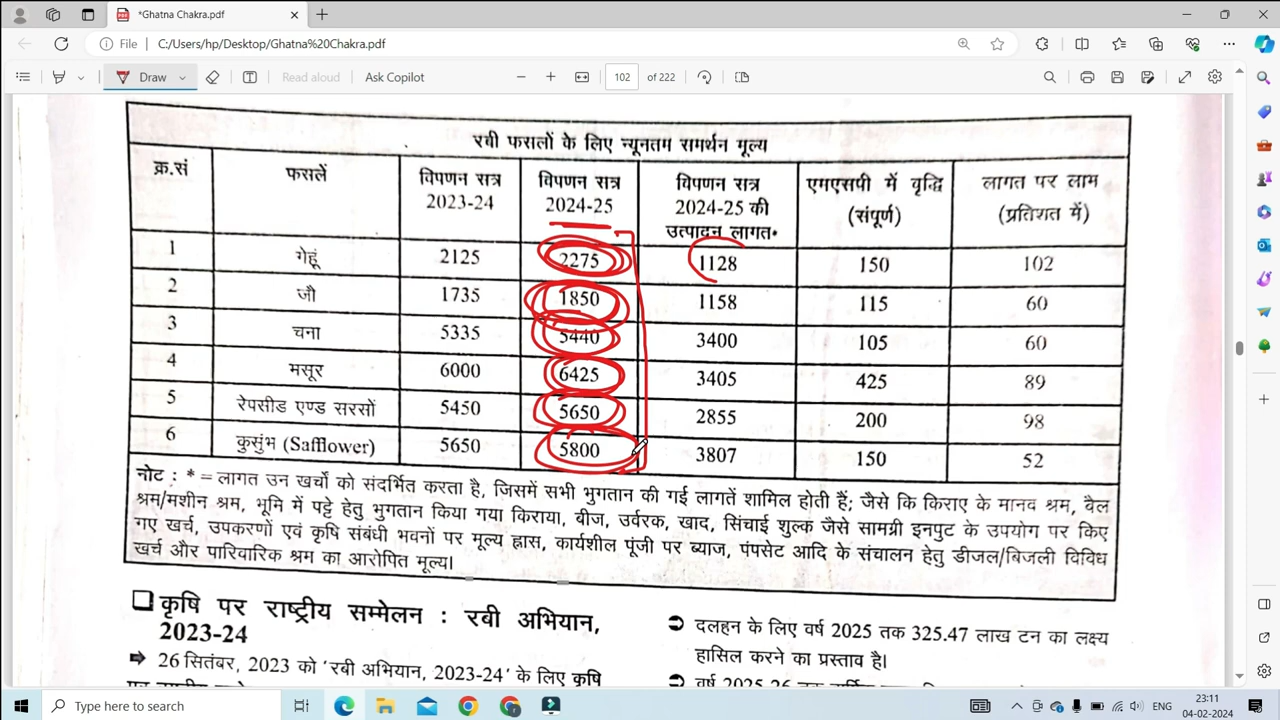 *Ghatna Chakra.pdf
File C:/Users/hp/Desktop/Ghatna%20Chakra.pdf
Draw Read aloud Ask Copilot 102 of 222
रबी फसलों के लिए न्यूनतम समर्थन मूल्य
क्र.सं फसलें विपणन सत्र 2023-24 विपणन सत्र 2024-25 विपणन सत्र 2024-25 की उत्पादन लागत* एमएसपी में वृद्धि (संपूर्ण) लागत पर लाभ (प्रतिशत में)
1 गेहूं 2125 2275 1128 150 102
2 जौ 1735 1850 1158 115 60
3 चना 5335 5440 3400 105 60
4 मसूर 6000 6425 3405 425 89
5 रेपसीड एण्ड सरसों 5450 5650 2855 200 98
6 कुसुंभ (Safflower) 5650 5800 3807 150 52
नोट : * = लागत उन खर्चों को संदर्भित करता है, जिसमें सभी भुगतान की गई लागतें शामिल होती हैं; जैसे कि किराए के मानव श्रम, बैल
श्रम/मशीन श्रम, भूमि में पट्टे हेतु भुगतान किया गया किराया, बीज, उर्वरक, खाद, सिंचाई शुल्क जैसे सामग्री इनपुट के उपयोग पर किए
गए खर्च, उपकरणों एवं कृषि संबंधी भवनों पर मूल्य ह्रास, कार्यशील पूंजी पर ब्याज, पंपसेट आदि के संचालन हेतु डीजल/बिजली विविध
खर्च और पारिवारिक श्रम का आरोपित मूल्य।
कृषि पर राष्ट्रीय सम्मेलन : रबी अभियान,
2023-24
26 सितंबर, 2023 को 'रबी अभियान, 2023-24' के लिए कृषि
दलहन के लिए वर्ष 2025 तक 325.47 लाख टन का लक्ष्य
हासिल करने का प्रस्ताव है।
वर्ष 2025-26 तक
Type here to search
ENG
23:11
04-02-2024